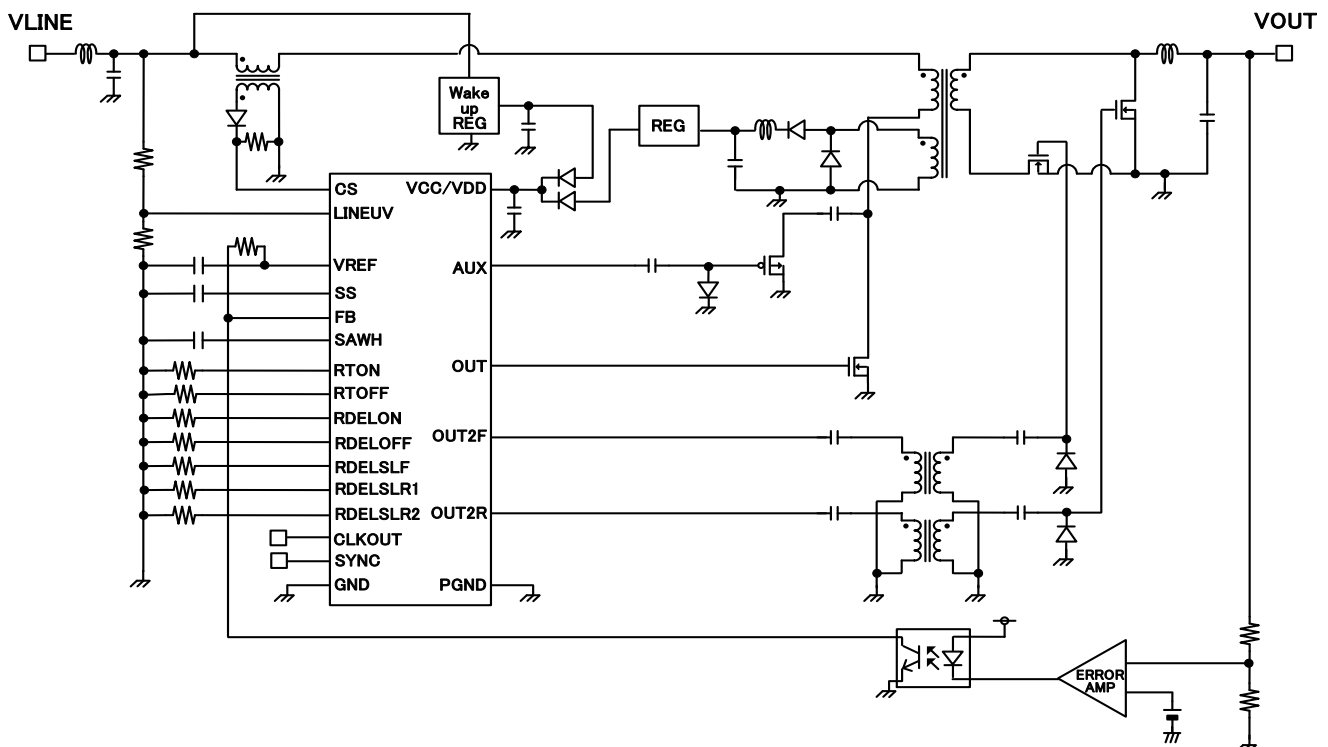 VLINE
VOUT
Wake
up
REG
REG
CS
VCC/VDD
LINEUV
VREF
AUX
SS
FB
SAWH
RTON
OUT
RTOFF
RDELON
RDELOFF
OUT2F
RDELSLF
RDELSLR1
RDELSLR2
OUT2R
CLKOUT
SYNC
GND
PGND
ERROR
AMP